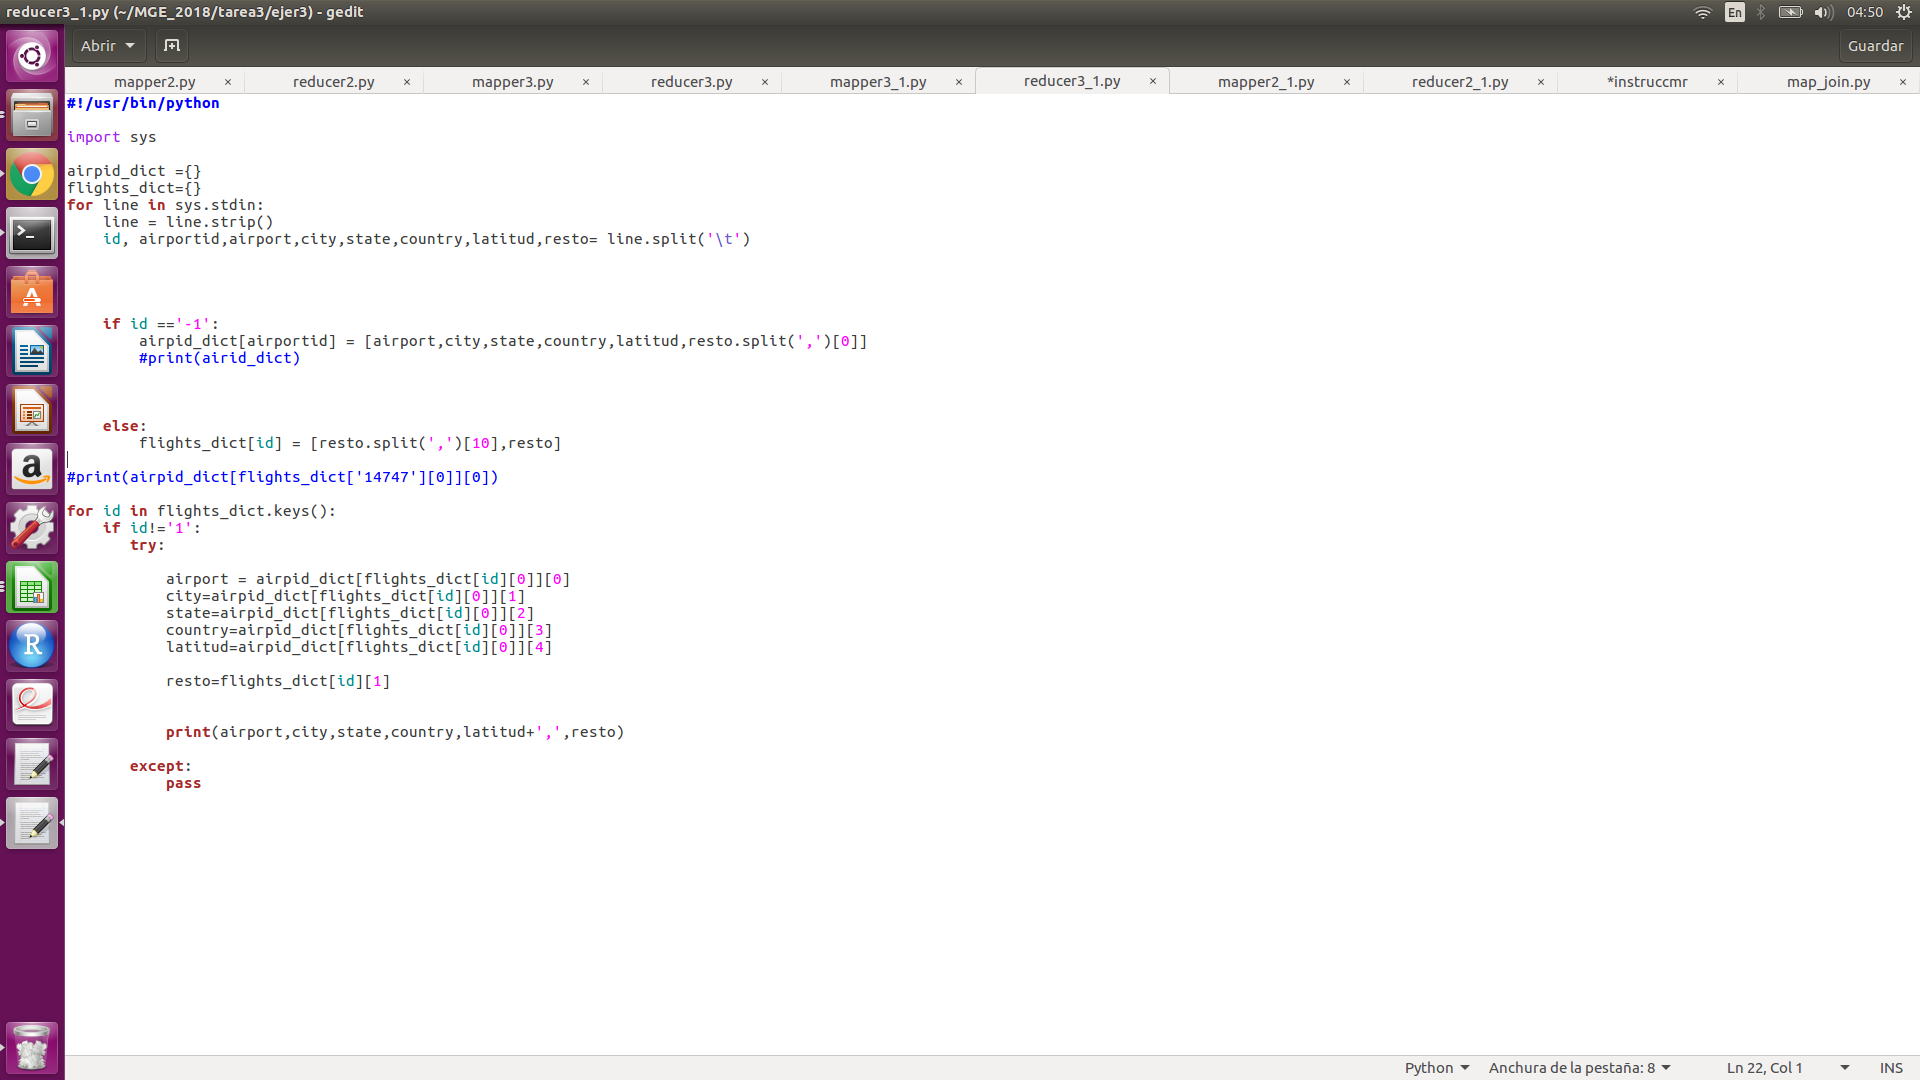 reducer3_1.py (~/MGE_2018/tarea3/ejer3) - gedit
En
04:50
Abrir
Guardar
mapper2.py × reducer2.py × mapper3.py × reducer3.py × mapper3_1.py × reducer3_1.py × mapper2_1.py × reducer2_1.py × *instruccmr × map_join.py ×
#!/usr/bin/python
import sys
airpid_dict ={}
flights_dict={}
for line in sys.stdin:
    line = line.strip()
    id, airportid,airport,city,state,country,latitud,resto= line.split('\t')
    if id =='-1':
        airpid_dict[airportid] = [airport,city,state,country,latitud,resto.split(',')[0]]
        #print(airid_dict)
    else:
        flights_dict[id] = [resto.split(',')[10],resto]
#print(airpid_dict[flights_dict['14747'][0]][0])
for id in flights_dict.keys():
    if id!='1':
       try:
           airport = airpid_dict[flights_dict[id][0]][0]
           city=airpid_dict[flights_dict[id][0]][1]
           state=airpid_dict[flights_dict[id][0]][2]
           country=airpid_dict[flights_dict[id][0]][3]
           latitud=airpid_dict[flights_dict[id][0]][4]
           resto=flights_dict[id][1]
           print(airport,city,state,country,latitud+',',resto)
       except:
           pass
Python Anchura de la pestaña: 8 Ln 22, Col 1 INS